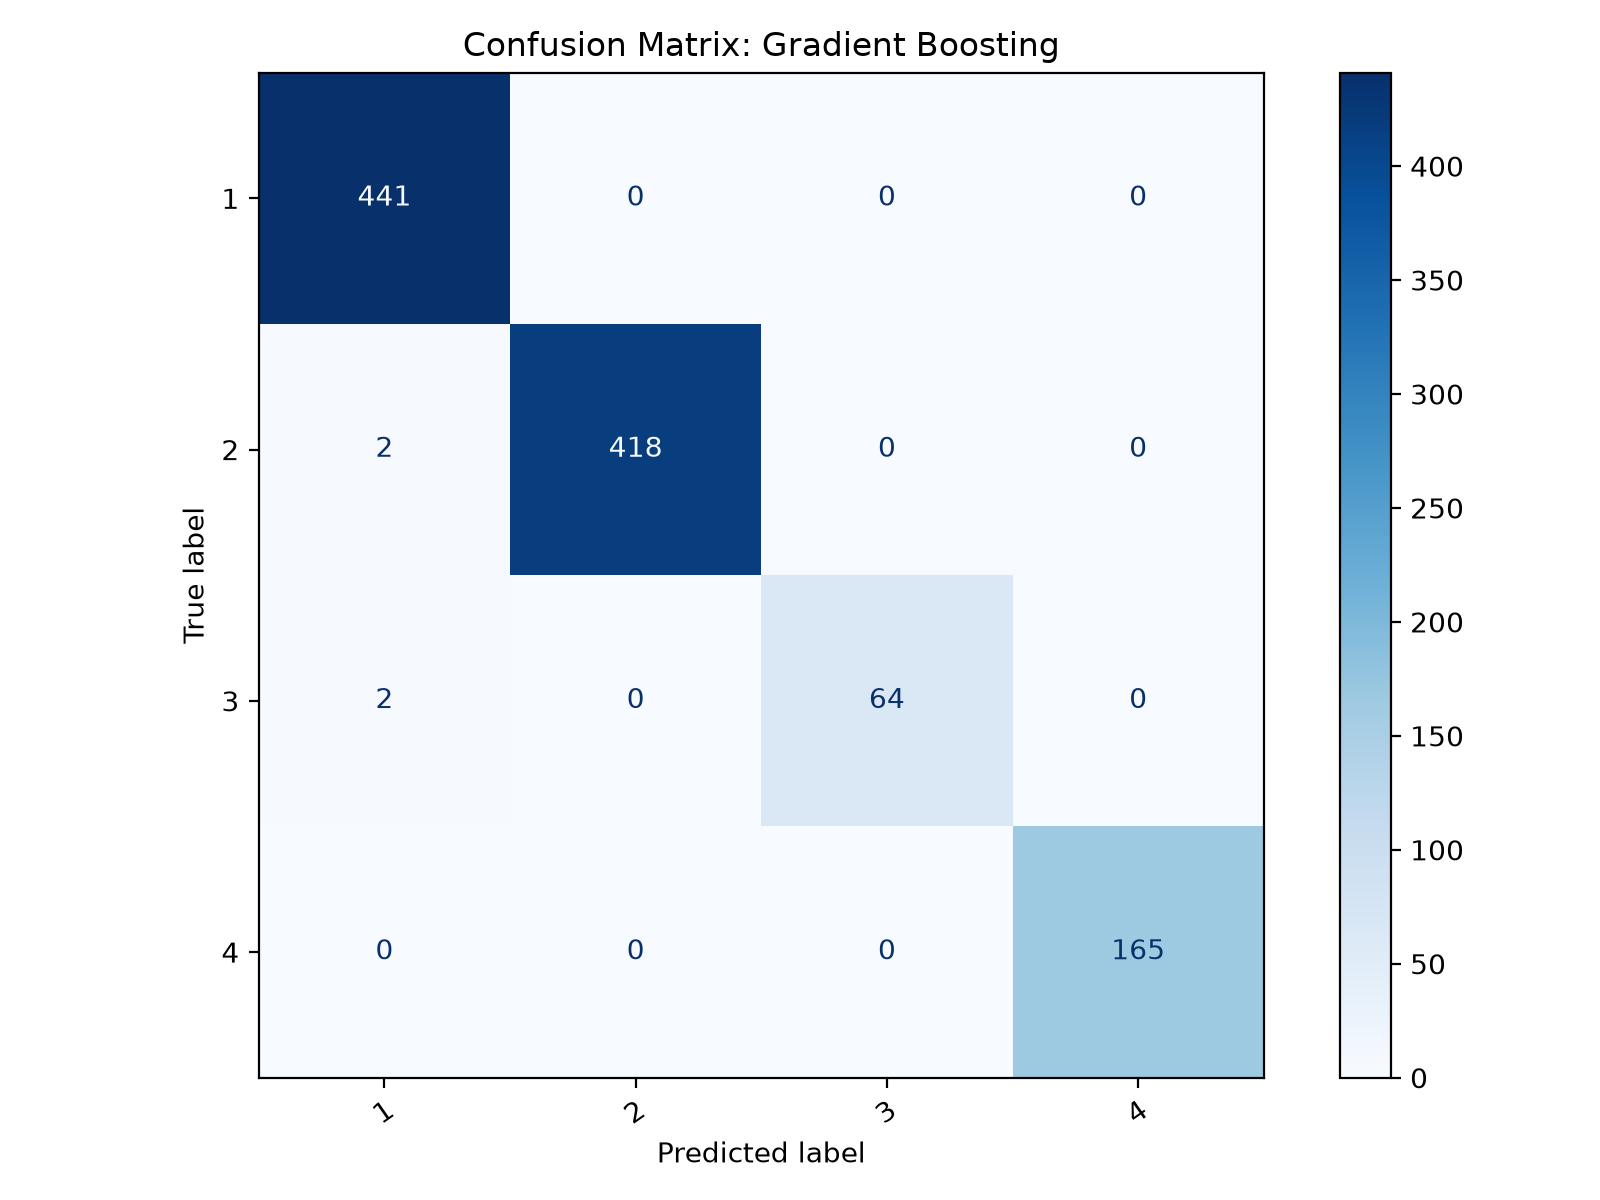 Confusion Matrix: Gradient Boosting
1 441 0 0 0
2 2 418 0 0
3 2 0 64 0
4 0 0 0 165
1 2 3 4
Predicted label
True label
400
350
300
250
200
150
100
50
0